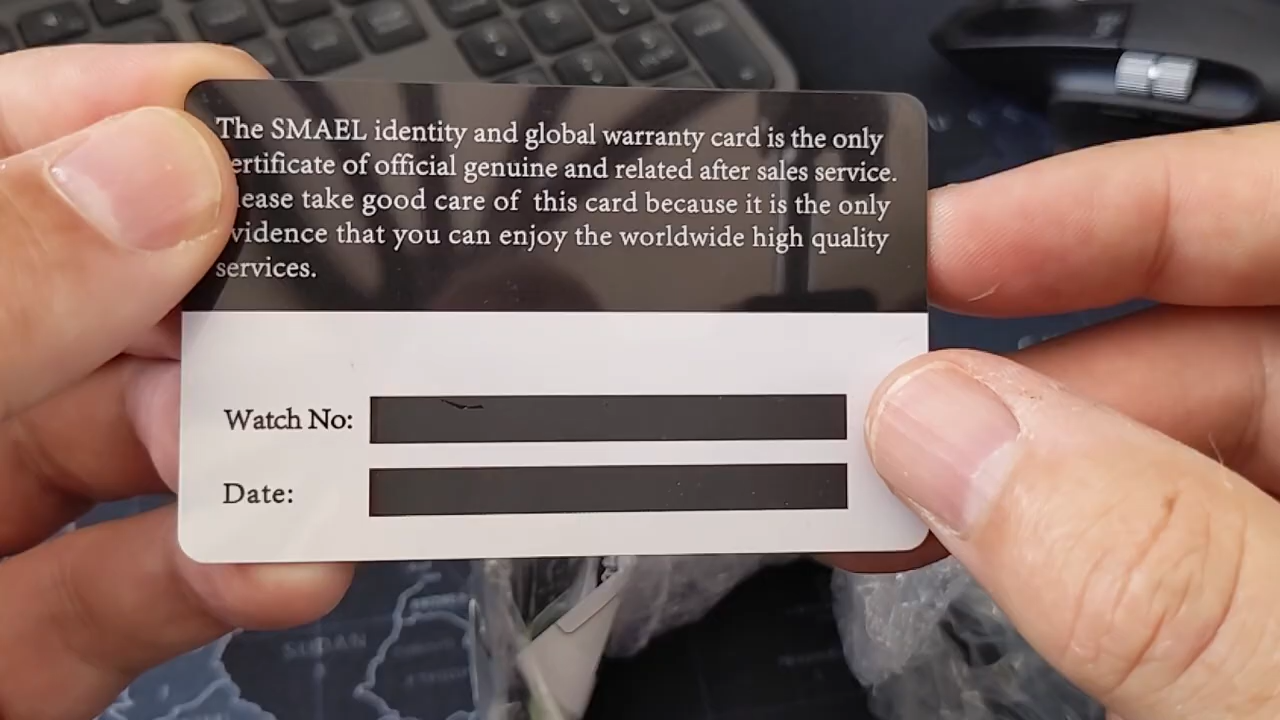 The SMAEL identity and global warranty card is the only
ertificate of official genuine and related after sales service.
lease take good care of this card because it is the only
vidence that you can enjoy the worldwide high quality
services.
Watch No:
Date:
SUDAN